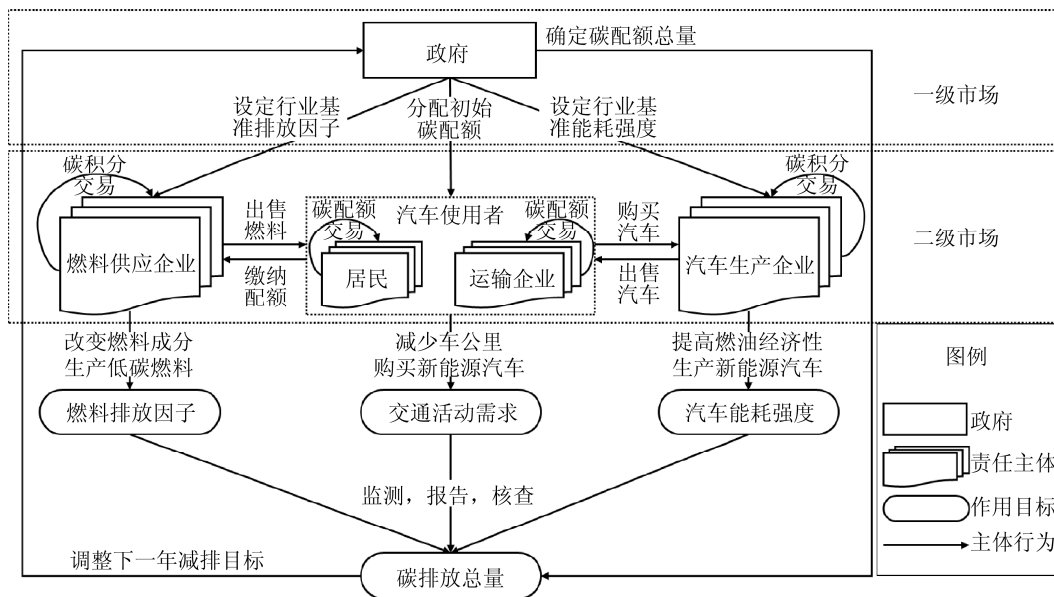 政府
确定碳配额总量
一级市场
设定行业基
准排放因子
分配初始
碳配额
设定行业基
准能耗强度
碳积分
交易
碳积分
交易
出售
燃料
缴纳
配额
汽车使用者
碳配额
交易
碳配额
交易
购买
汽车
出售
汽车
燃料供应企业
居民
运输企业
汽车生产企业
二级市场
改变燃料成分
生产低碳燃料
减少车公里
购买新能源汽车
提高燃油经济性
生产新能源汽车
燃料排放因子
交通活动需求
汽车能耗强度
监测，报告，核查
调整下一年减排目标
碳排放总量
图例
政府
责任主体
作用目标
主体行为